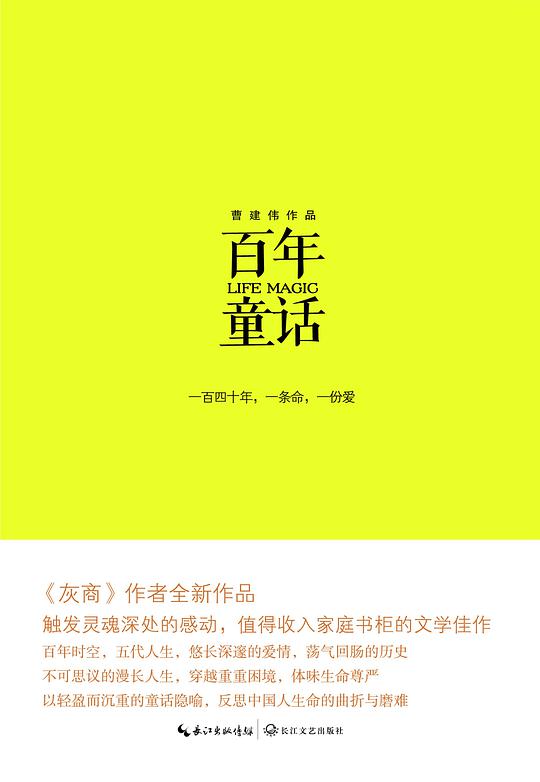 曹建伟作品
百年
LIFE MAGIC
童话
一百四十年，一条命，一份爱
《灰商》作者全新作品
触发灵魂深处的感动，值得收入家庭书柜的文学佳作
百年时空，五代人生，悠长深邃的爱情，荡气回肠的历史
不可思议的漫长人生，穿越重重困境，体味生命尊严
以轻盈而沉重的童话隐喻，反思中国人生命的曲折与磨难
长江出版传媒 长江文艺出版社